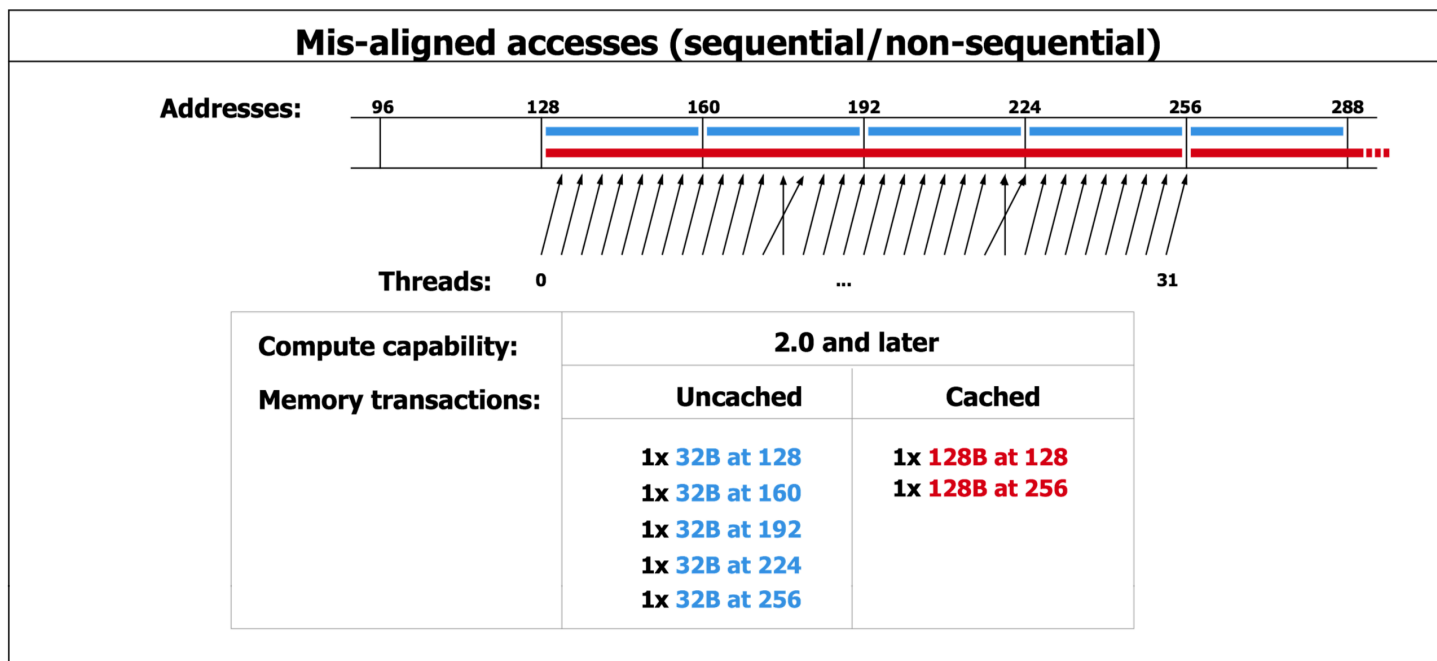 Mis-aligned accesses (sequential/non-sequential)
Addresses: 96 128 160 192 224 256 288
Threads: 0 ... 31
Compute capability: 2.0 and later
Memory transactions: Uncached Cached
1x 32B at 128 1x 128B at 128
1x 32B at 160 1x 128B at 256
1x 32B at 192
1x 32B at 224
1x 32B at 256